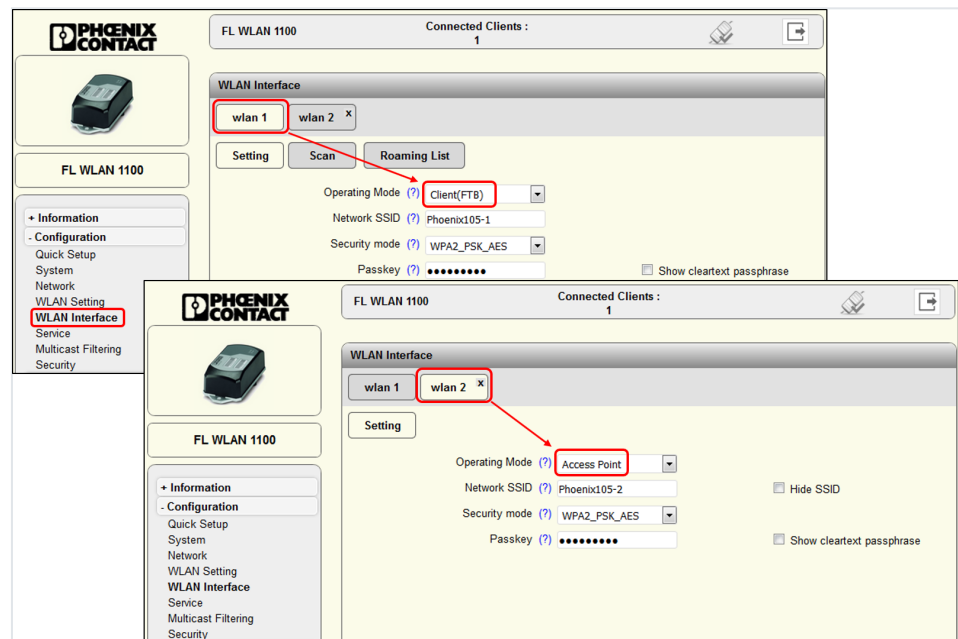 PHŒNIX
CONTACT
FL WLAN 1100
Connected Clients :
1
WLAN Interface
wlan 1
wlan 2 x
Setting
Scan
Roaming List
FL WLAN 1100
Operating Mode (?) Client(FTB)
Network SSID (?) Phoenix105-1
Security mode (?) WPA2_PSK_AES
Passkey (?) ●●●●●●●●●
Show cleartext passphrase
+ Information
- Configuration
Quick Setup
System
Network
WLAN Setting
WLAN Interface
Service
Multicast Filtering
Security
PHŒNIX
CONTACT
FL WLAN 1100
Connected Clients :
1
WLAN Interface
wlan 1
wlan 2 x
Setting
FL WLAN 1100
Operating Mode (?) Access Point
Network SSID (?) Phoenix105-2
Hide SSID
Security mode (?) WPA2_PSK_AES
Passkey (?) ●●●●●●●●●
Show cleartext passphrase
+ Information
- Configuration
Quick Setup
System
Network
WLAN Setting
WLAN Interface
Service
Multicast Filtering
Security